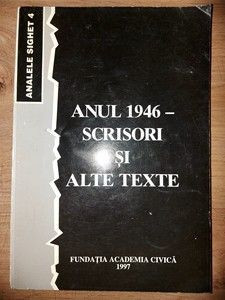 ANALELE SIGHET 4
ANUL 1946 –
SCRISORI
ȘI
ALTE TEXTE
FUNDAȚIA ACADEMIA CIVICĂ
1997